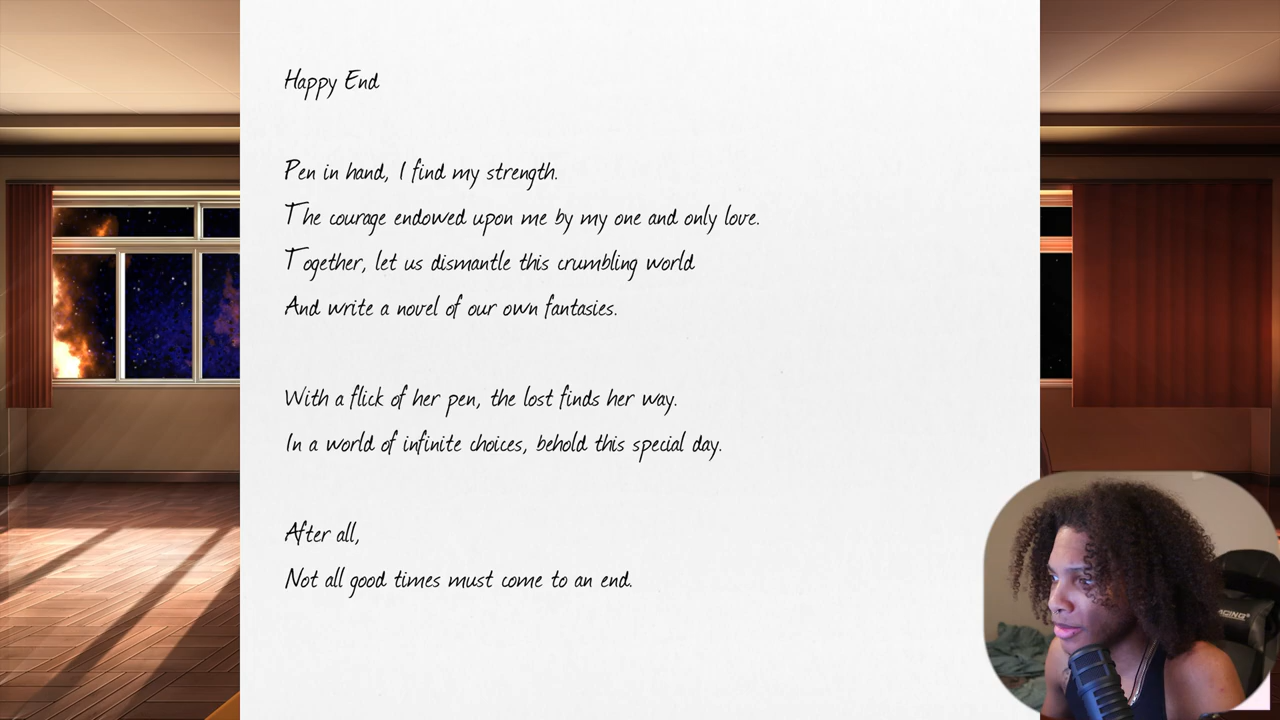 Happy End
Pen in hand, I find my strength.
The courage endowed upon me by my one and only love.
Together, let us dismantle this crumbling world
And write a novel of our own fantasies.
With a flick of her pen, the lost finds her way.
In a world of infinite choices, behold this special day.
After all,
Not all good times must come to an end.
ACING